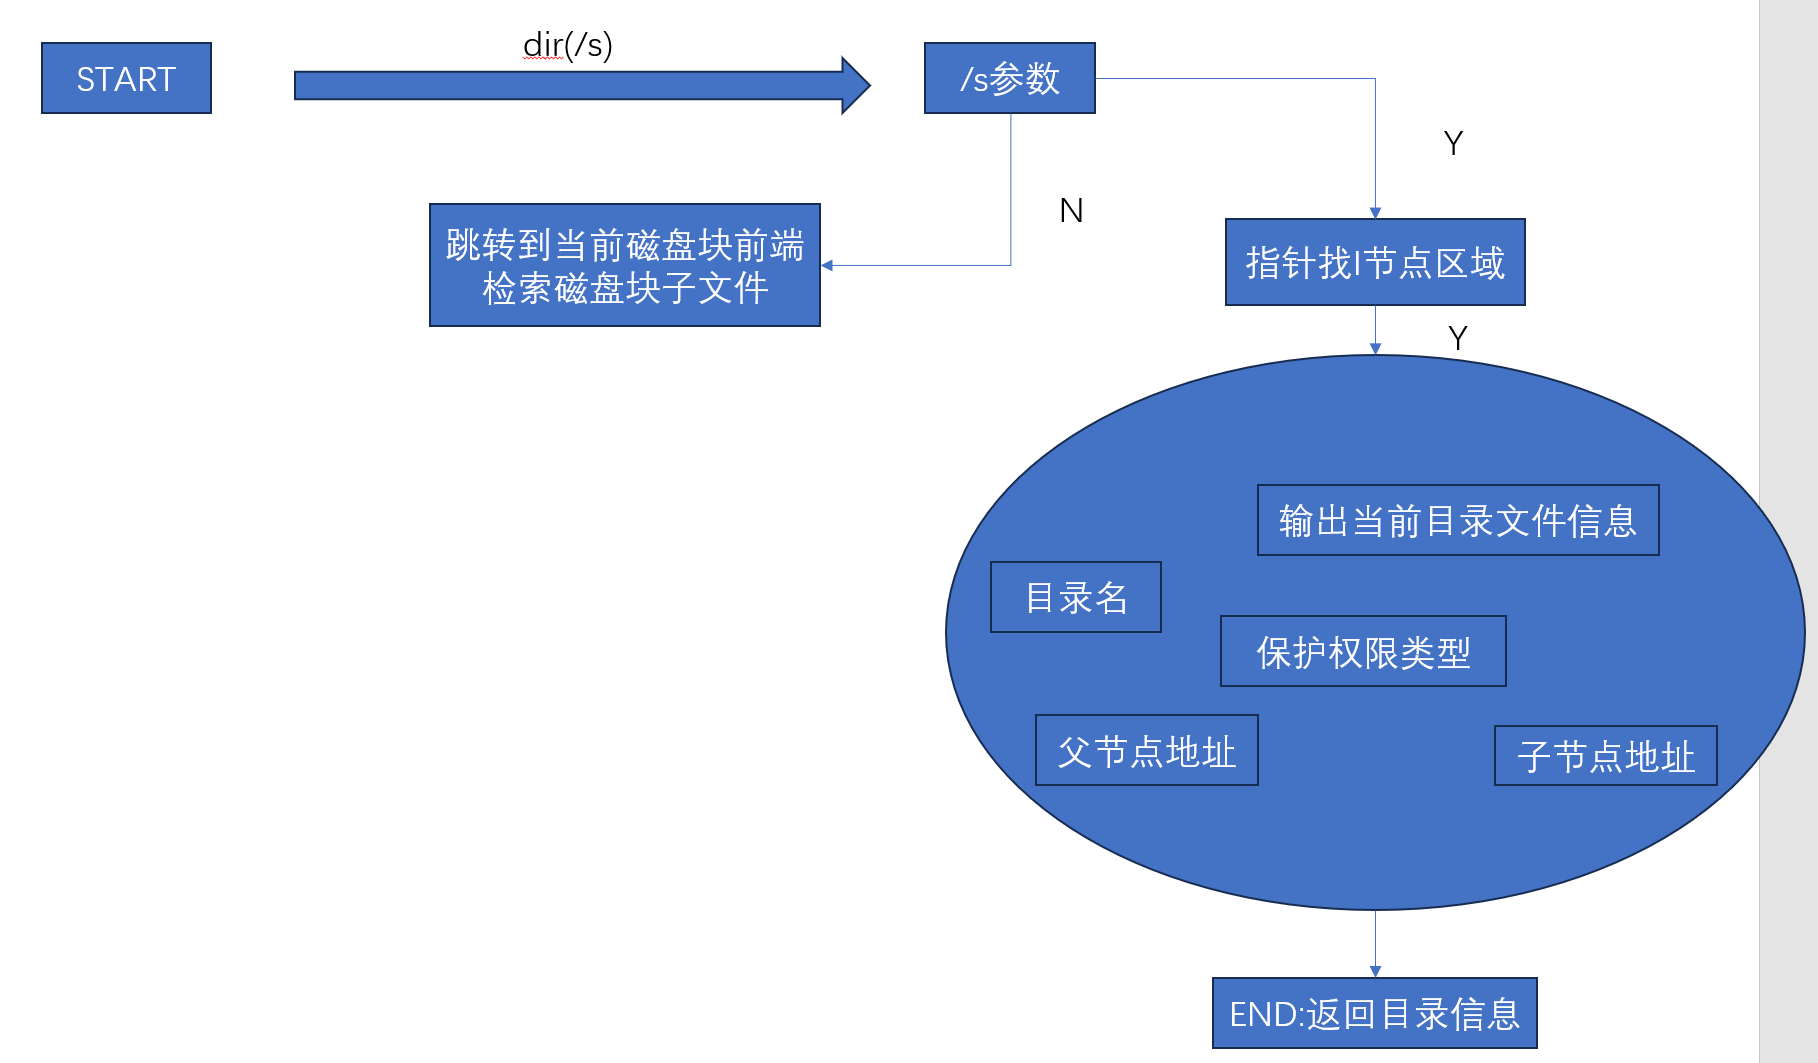 START
dir(/s)
/s参数
Y
N
跳转到当前磁盘块前端
检索磁盘块子文件
指针找I节点区域
Y
输出当前目录文件信息
目录名
保护权限类型
父节点地址
子节点地址
END:返回目录信息